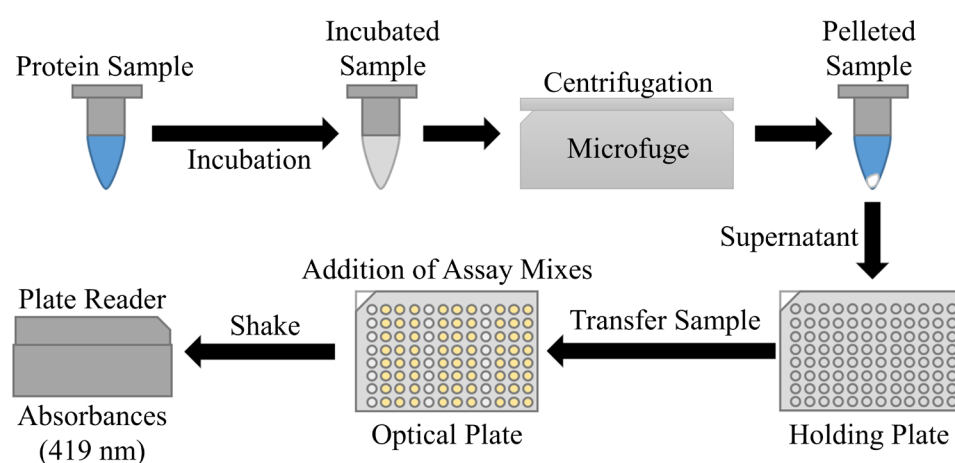 Protein Sample
Incubation
Incubated
Sample
Centrifugation
Microfuge
Pelleted
Sample
Supernatant
Holding Plate
Transfer Sample
Addition of Assay Mixes
Optical Plate
Shake
Plate Reader
Absorbances
(419 nm)